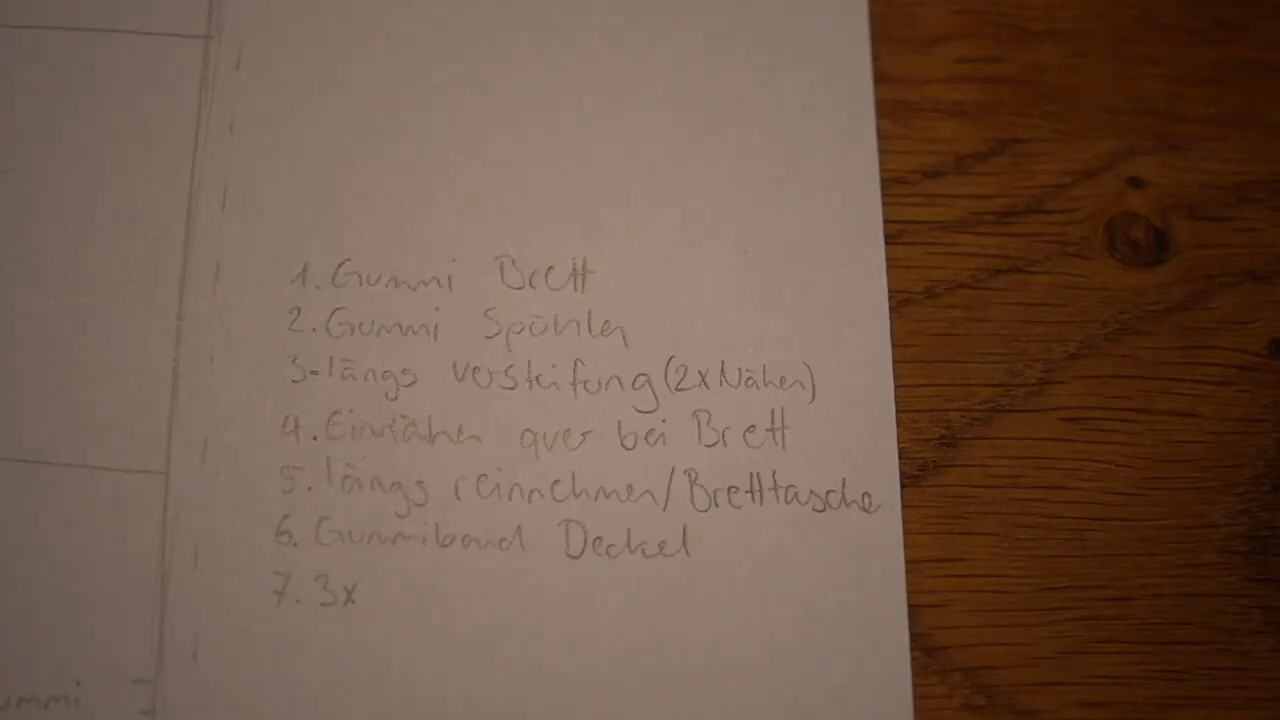 1. Gummi Brett
2. Gummi Spöhler
3. längs versteifung (2x Nähen)
4. Einnähen quer bei Brett
5. längs reinnehmen/Bretttasche
6. Gummiband Deckel
7. 3x